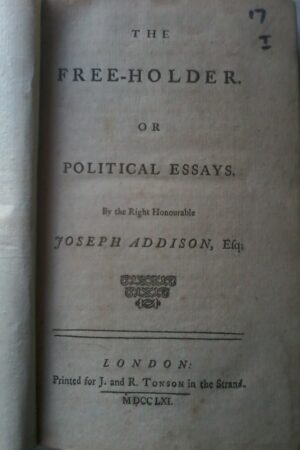 17
I
THE
FREE-HOLDER.
OR
POLITICAL ESSAYS.
By the Right Honourable
JOSEPH ADDISON, Esq;
LONDON:
Printed for J. and R. TONSON in the Strand.
MDCCLXI.